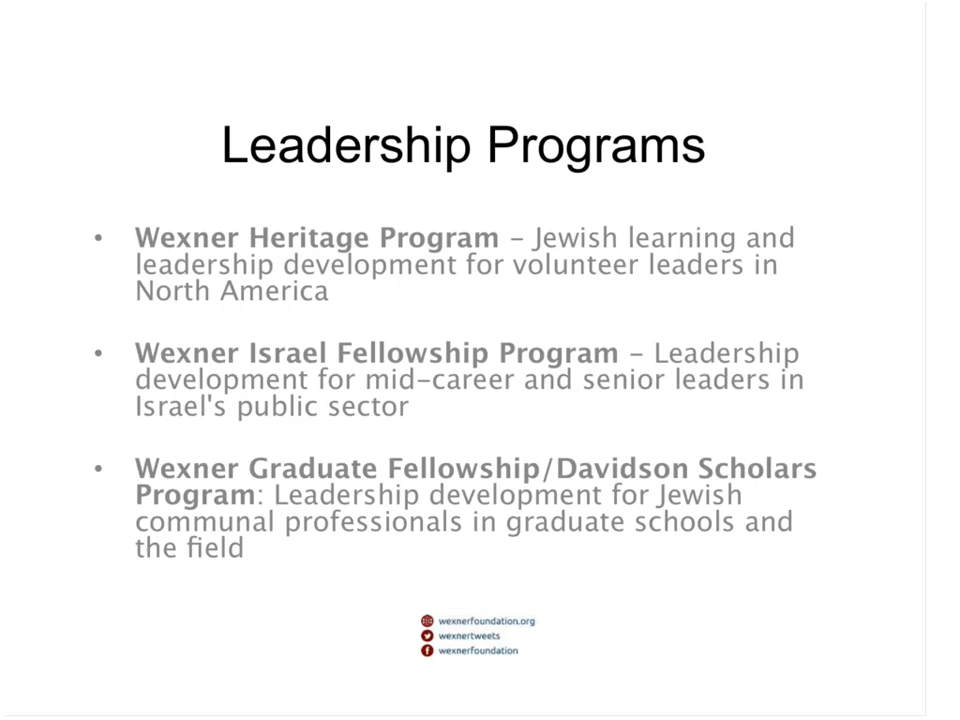 Leadership Programs
• Wexner Heritage Program – Jewish learning and
leadership development for volunteer leaders in
North America
• Wexner Israel Fellowship Program – Leadership
development for mid-career and senior leaders in
Israel's public sector
• Wexner Graduate Fellowship/Davidson Scholars
Program: Leadership development for Jewish
communal professionals in graduate schools and
the field
wexnerfoundation.org
wexnertweets
wexnerfoundation